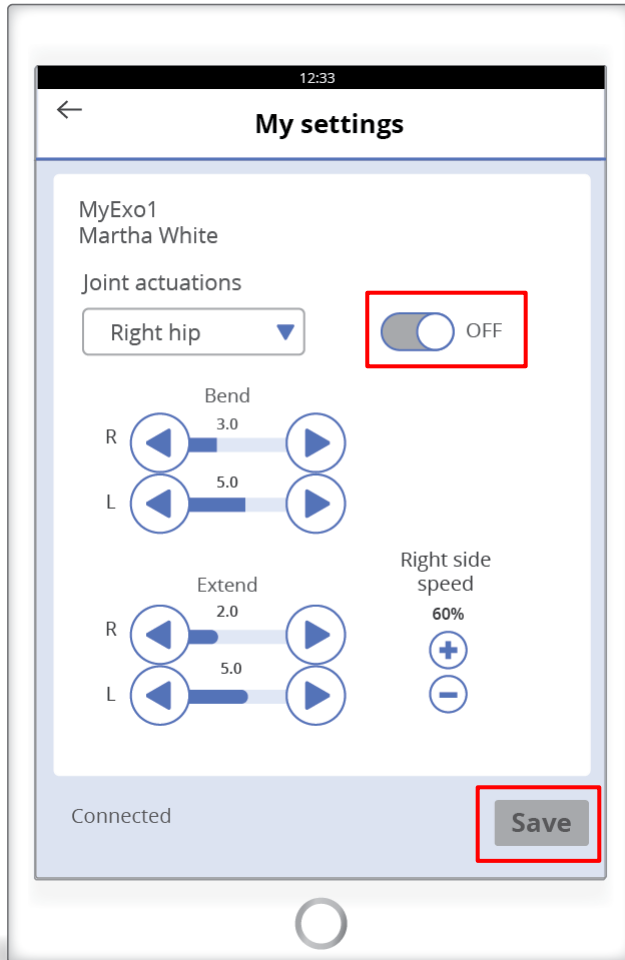 12:33
My settings
MyExo1
Martha White
Joint actuations
Right hip
OFF
Bend
3.0
R
5.0
L
Extend
2.0
R
5.0
L
Right side
speed
60%
Connected
Save